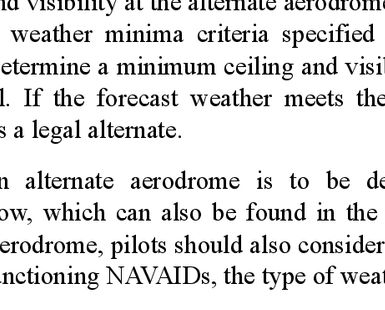 nd visibility at the alternate aerodrome
weather minima criteria specified
etermine a minimum ceiling and visib
l. If the forecast weather meets the
s a legal alternate.
n alternate aerodrome is to be de
ow, which can also be found in the
erodrome, pilots should also consider
nctioning NAVAIDs, the type of weat